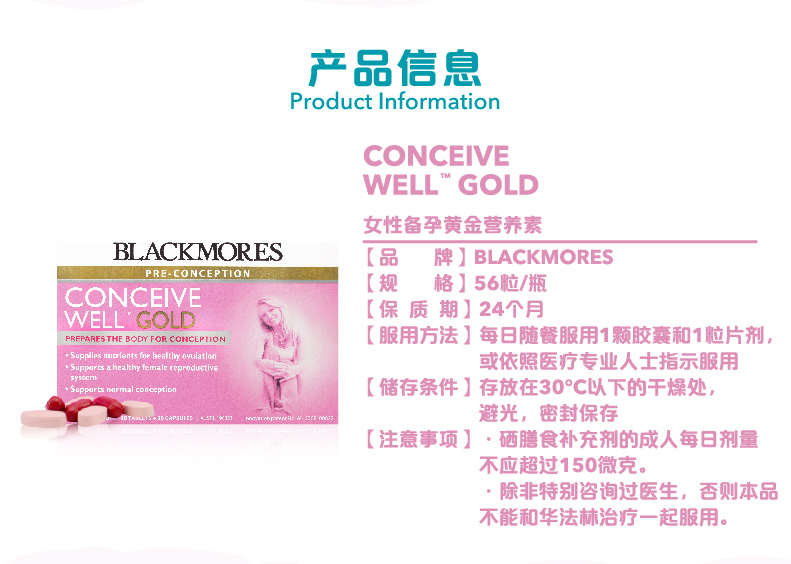 产品信息
Product Information
CONCEIVE
WELL™ GOLD
女性备孕黄金营养素
【品 牌】BLACKMORES
【规 格】56粒/瓶
【保 质 期】24个月
【服用方法】每日随餐服用1颗胶囊和1粒片剂，
或依照医疗专业人士指示服用
【储存条件】存放在30°C以下的干燥处，
避光，密封保存
【注意事项】·硒膳食补充剂的成人每日剂量
不应超过150微克。
·除非特别咨询过医生，否则本品
不能和华法林治疗一起服用。
BLACKMORES
PRE-CONCEPTION
CONCEIVE
WELL™ GOLD
PREPARES THE BODY FOR CONCEPTION
• Supplies nutrients for healthy ovulation
• Supports a healthy female reproductive
system
• Supports normal conception